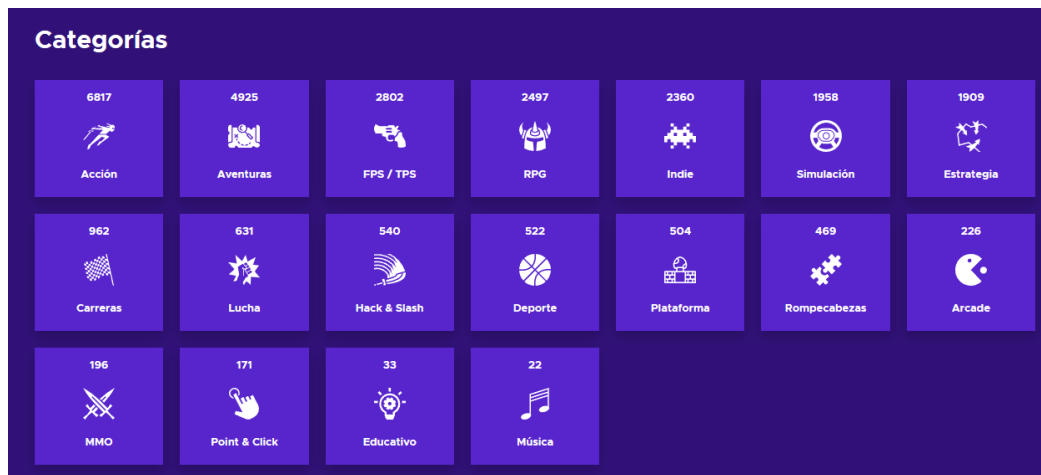 Categorías
6817
Acción
4925
Aventuras
2802
FPS / TPS
2497
RPG
2360
Indie
1958
Simulación
1909
Estrategia
962
Carreras
631
Lucha
540
Hack & Slash
522
Deporte
504
Plataforma
469
Rompecabezas
226
Arcade
196
MMO
171
Point & Click
33
Educativo
22
Música